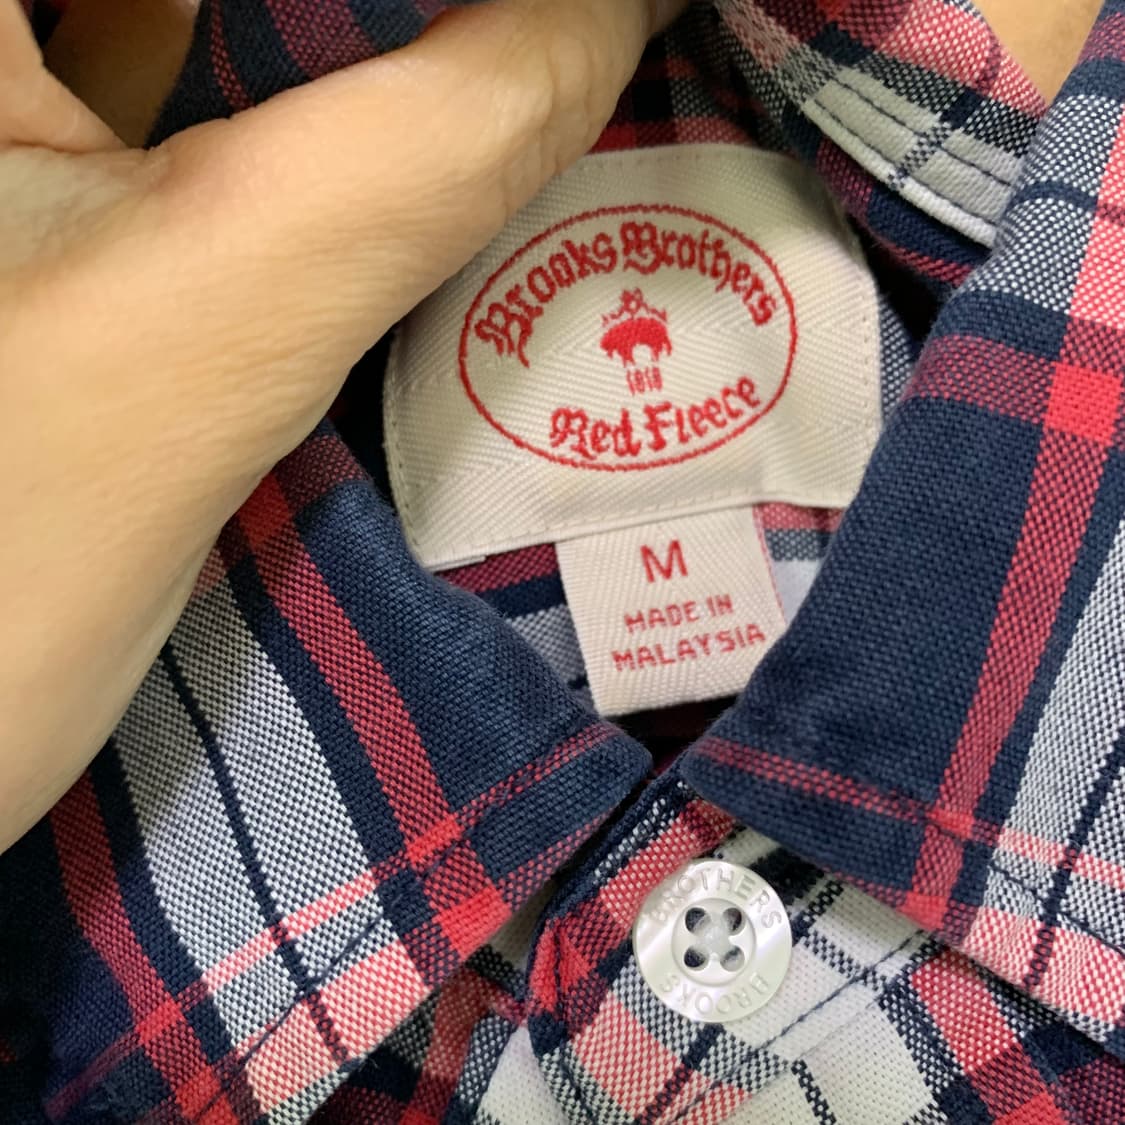 Brooks Brothers
1818
Red Fleece
M
MADE IN
MALAYSIA
BROTHERS
BROOKS